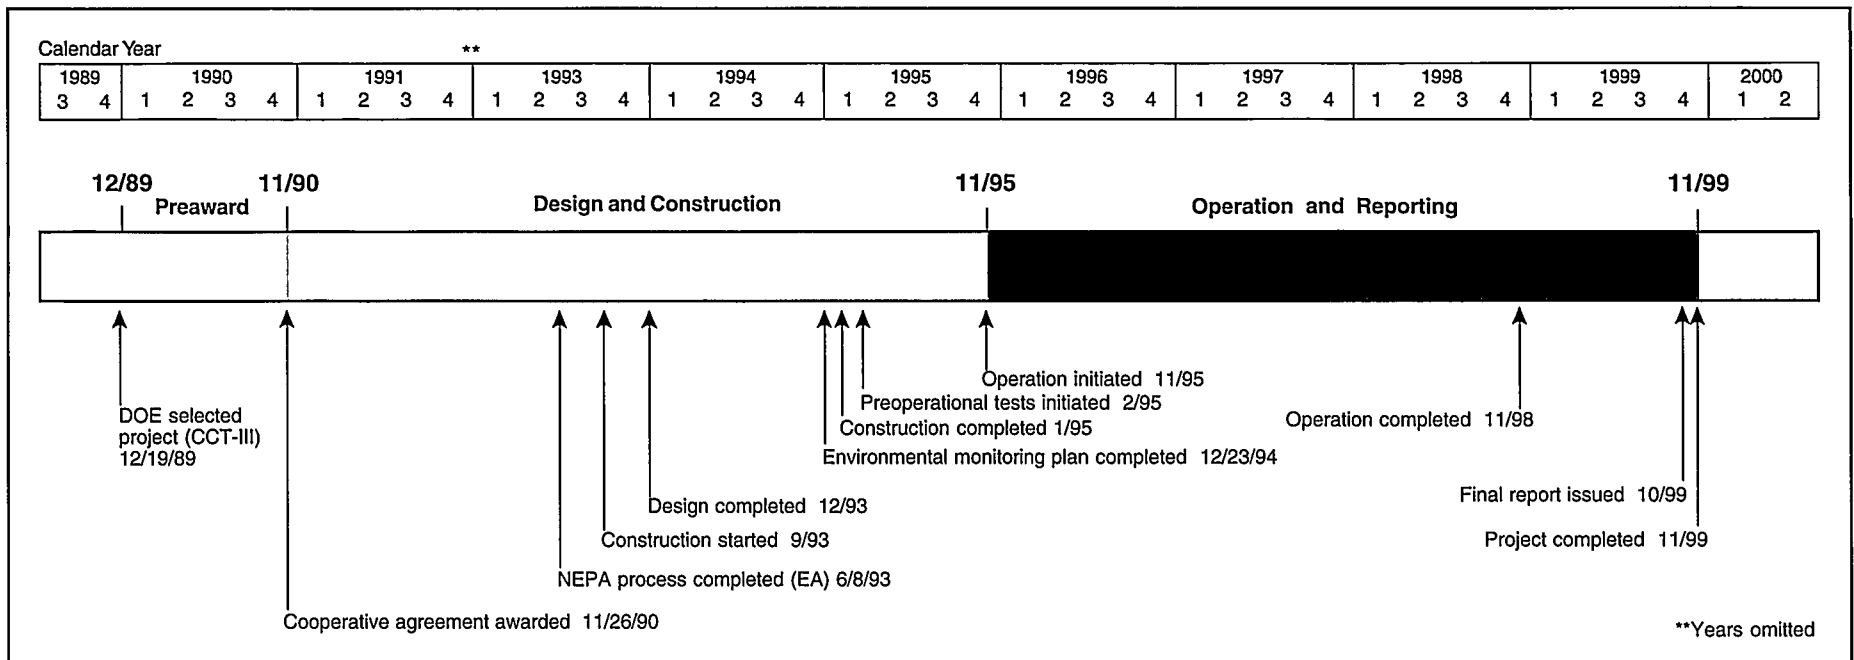 Calendar Year **
1989 1990 1991 1993 1994 1995 1996 1997 1998 1999 2000
3 4 1 2 3 4 1 2 3 4 1 2 3 4 1 2 3 4 1 2 3 4 1 2 3 4 1 2 3 4 1 2 3 4 1 2 3 4 1 2
12/89 11/90 11/95 11/99
Preaward Design and Construction Operation and Reporting
Operation initiated 11/95
Preoperational tests initiated 2/95
Construction completed 1/95
Environmental monitoring plan completed 12/23/94
DOE selected
project (CCT-III)
12/19/89
Operation completed 11/98
Design completed 12/93
Final report issued 10/99
Construction started 9/93
Project completed 11/99
NEPA process completed (EA) 6/8/93
Cooperative agreement awarded 11/26/90
**Years omitted